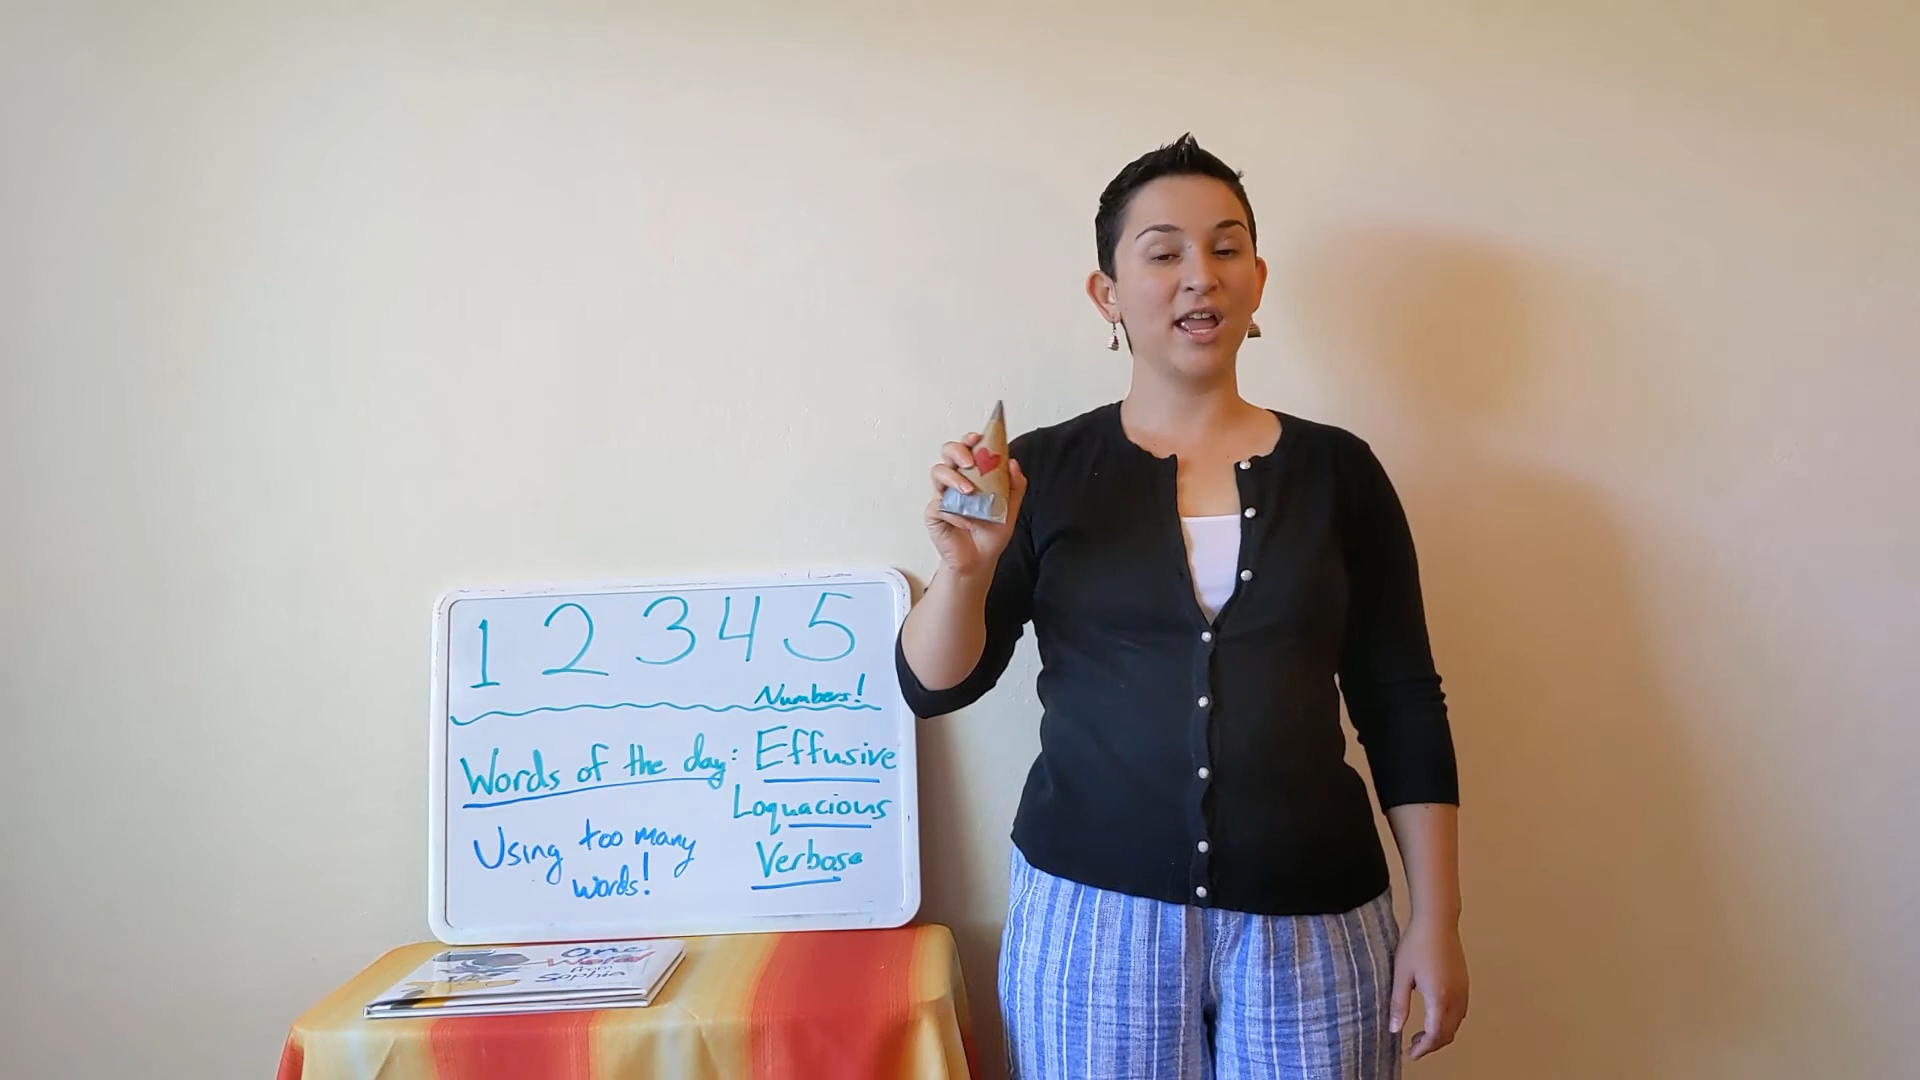 1 2 3 4 5
Numbers!
Words of the day: Effusive
Loquacious
Verbose
Using too many
words!
One
Word
from
Sophia